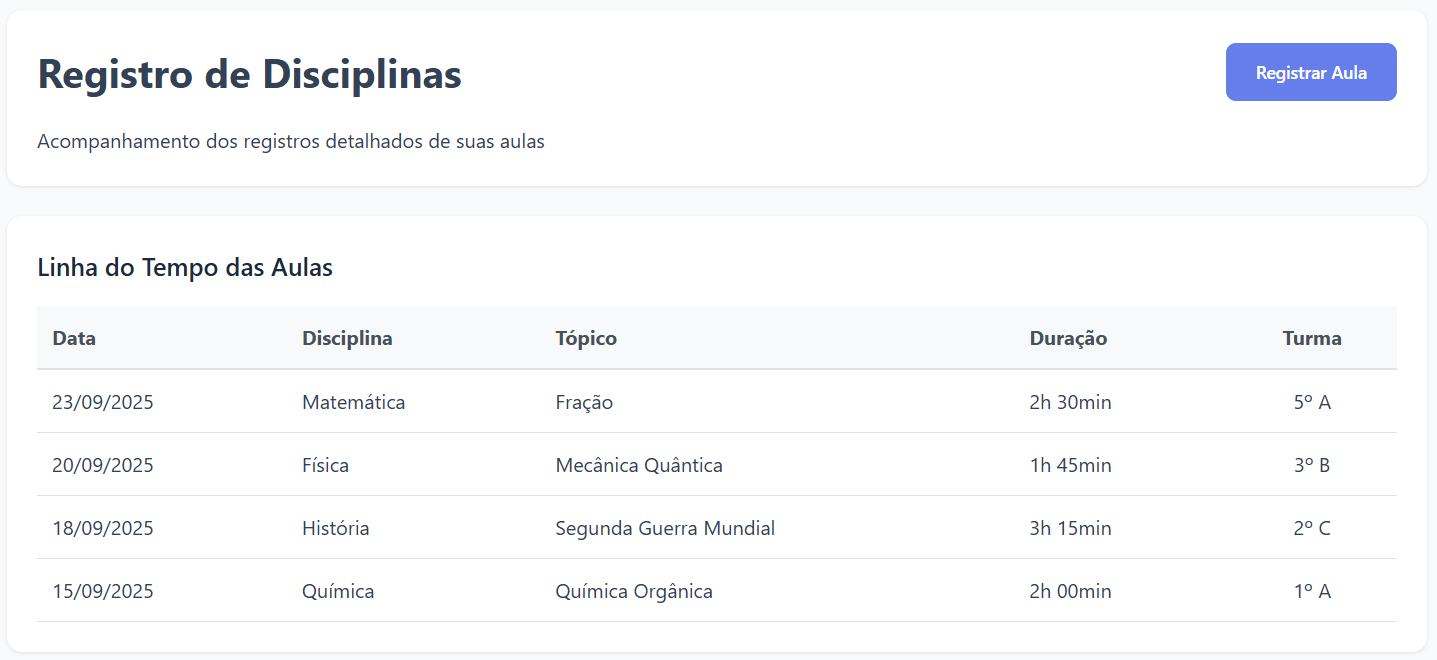 Registro de Disciplinas
Registrar Aula
Acompanhamento dos registros detalhados de suas aulas
Linha do Tempo das Aulas
Data Disciplina Tópico Duração Turma
23/09/2025 Matemática Fração 2h 30min 5º A
20/09/2025 Física Mecânica Quântica 1h 45min 3º B
18/09/2025 História Segunda Guerra Mundial 3h 15min 2º C
15/09/2025 Química Química Orgânica 2h 00min 1º A